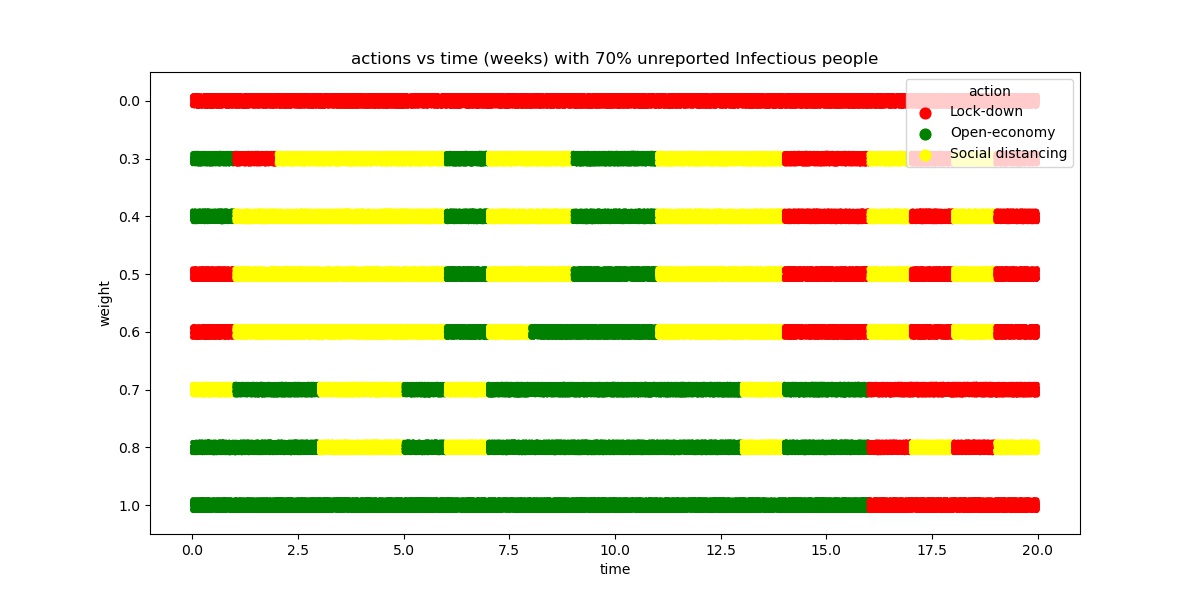 actions vs time (weeks) with 70% unreported Infectious people
action
Lock-down
Open-economy
Social distancing
weight
0.0
0.3
0.4
0.5
0.6
0.7
0.8
1.0
0.0 2.5 5.0 7.5 10.0 12.5 15.0 17.5 20.0
time